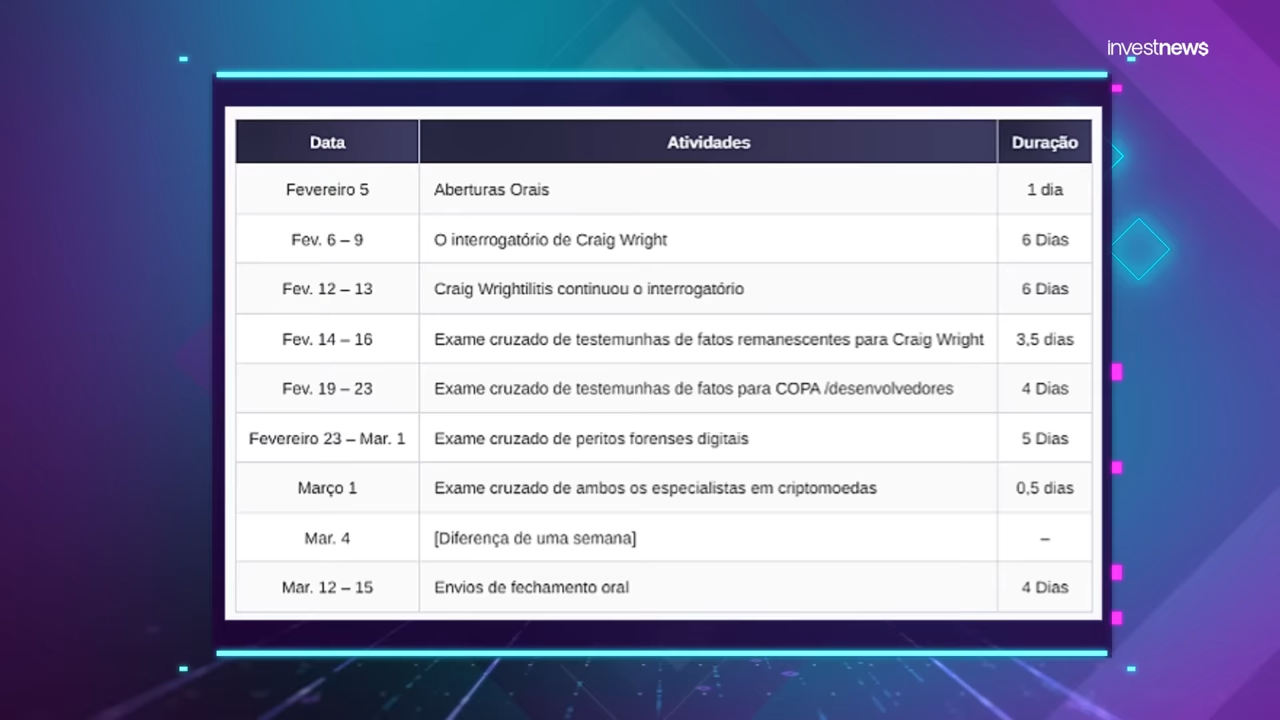 investnew$
Data Atividades Duração
Fevereiro 5 Aberturas Orais 1 dia
Fev. 6 – 9 O interrogatório de Craig Wright 6 Dias
Fev. 12 – 13 Craig Wrightilitis continuou o interrogatório 6 Dias
Fev. 14 – 16 Exame cruzado de testemunhas de fatos remanescentes para Craig Wright 3,5 dias
Fev. 19 – 23 Exame cruzado de testemunhas de fatos para COPA /desenvolvedores 4 Dias
Fevereiro 23 – Mar. 1 Exame cruzado de peritos forenses digitais 5 Dias
Março 1 Exame cruzado de ambos os especialistas em criptomoedas 0,5 dias
Mar. 4 [Diferença de uma semana] –
Mar. 12 – 15 Envios de fechamento oral 4 Dias